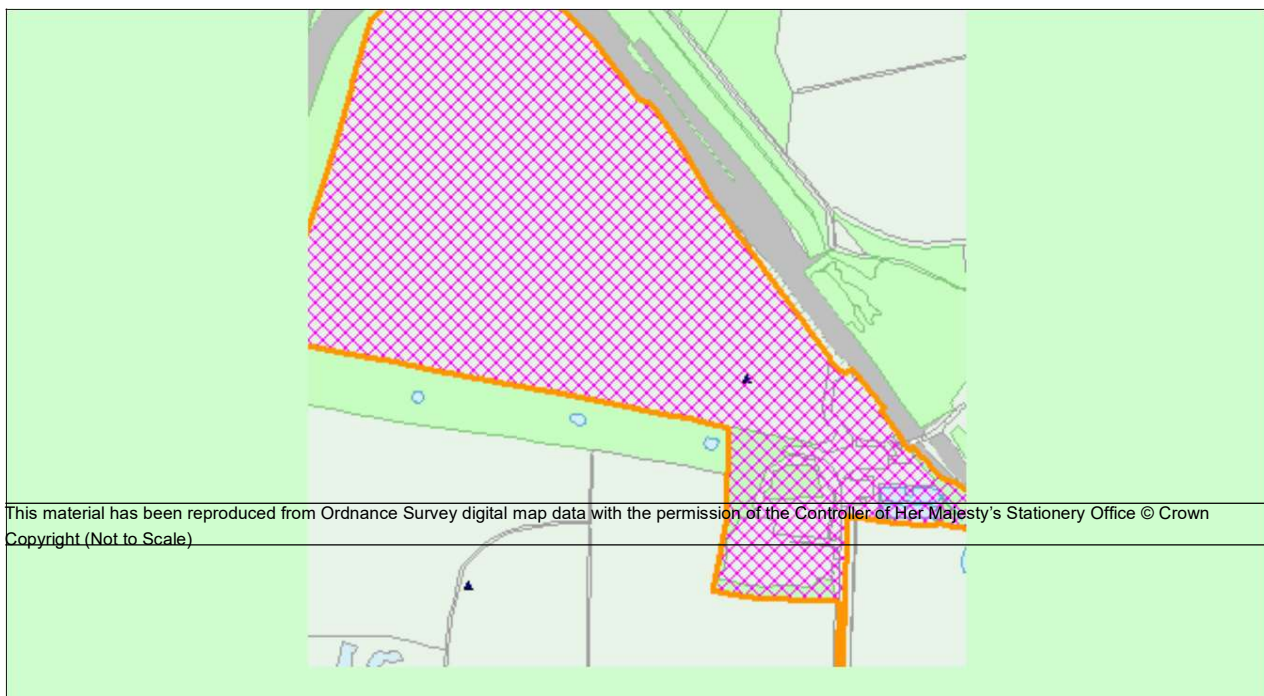 This material has been reproduced from Ordnance Survey digital map data with the permission of the Controller of Her Majesty’s Stationery Office © Crown
Copyright (Not to Scale)